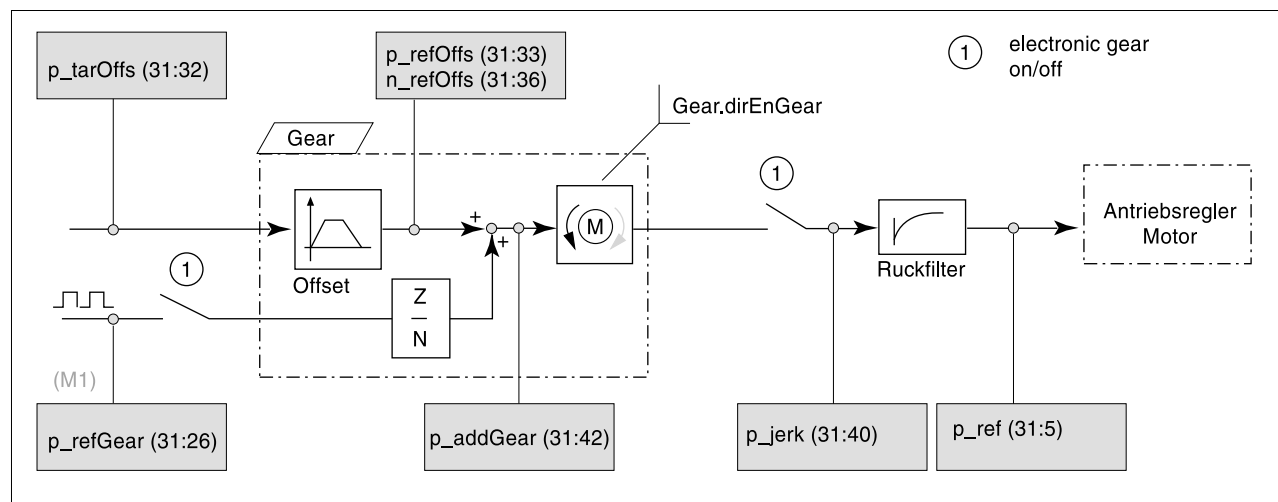 p_tarOffs (31:32)
p_refOffs (31:33)
n_refOffs (31:36)
1
electronic gear
on/off
Gear.dirEnGear
Gear
1
M
Antriebsregler
Motor
+
+
Offset
Ruckfilter
1
Z
N
(M1)
p_refGear (31:26)
p_addGear (31:42)
p_jerk (31:40)
p_ref (31:5)